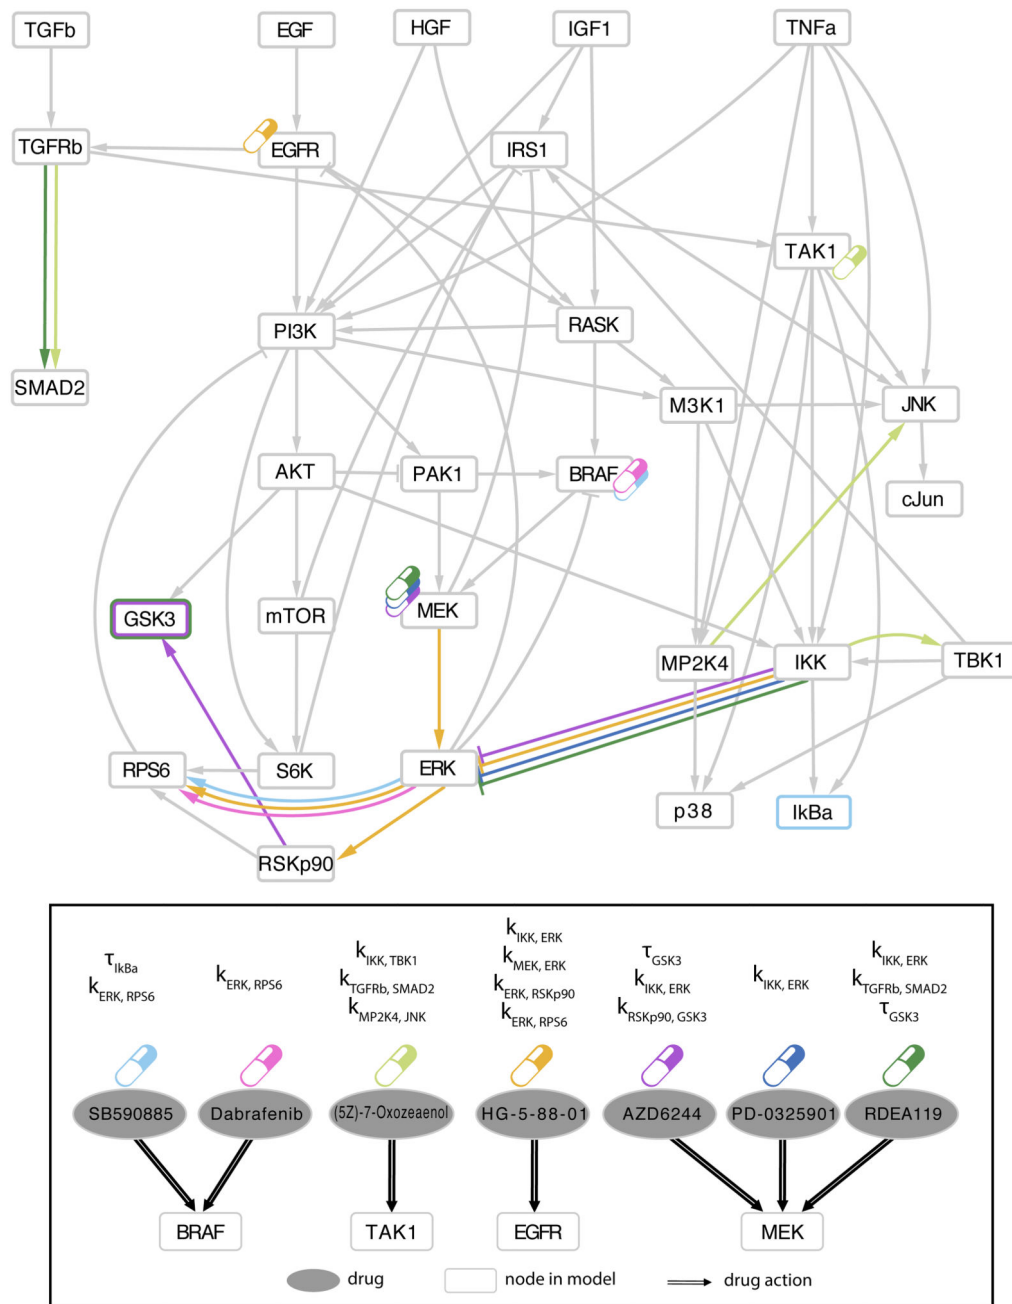 TGFb
EGF
HGF
IGF1
TNFa
TGFRb
EGFR
IRS1
TAK1
PI3K
RASK
SMAD2
M3K1
JNK
AKT
PAK1
BRAF
cJun
GSK3
mTOR
MEK
MP2K4
IKK
TBK1
RPS6
S6K
ERK
p38
IkBa
RSKp90
τIkBa
kERK, RPS6
kERK, RPS6
kIKK, TBK1
kTGFRb, SMAD2
kMP2K4, JNK
kIKK, ERK
kMEK, ERK
kERK, RSKp90
kERK, RPS6
τGSK3
kIKK, ERK
kRSKp90, GSK3
kIKK, ERK
kIKK, ERK
kTGFRb, SMAD2
τGSK3
SB590885
Dabrafenib
(5Z)-7-Oxozeaenol
HG-5-88-01
AZD6244
PD-0325901
RDEA119
BRAF
TAK1
EGFR
MEK
drug
node in model
drug action